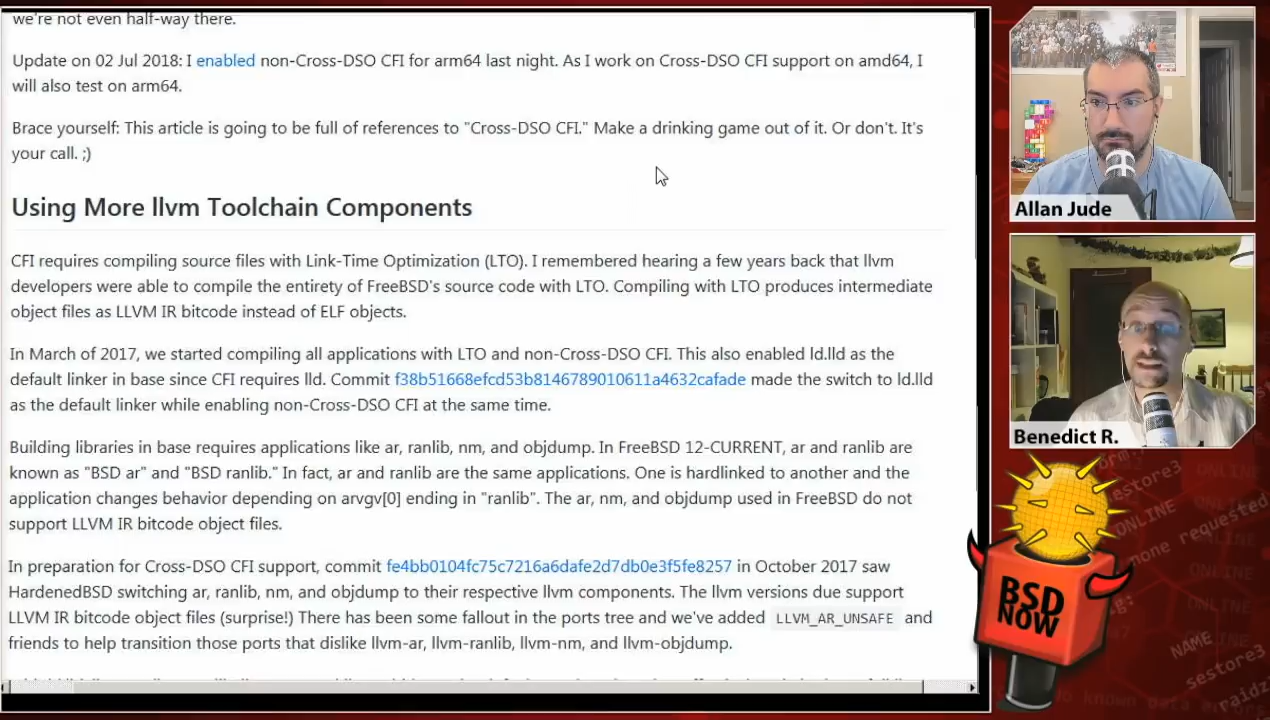 we're not even half-way there.
Update on 02 Jul 2018: I enabled non-Cross-DSO CFI for arm64 last night. As I work on Cross-DSO CFI support on amd64, I
will also test on arm64.
Brace yourself: This article is going to be full of references to "Cross-DSO CFI." Make a drinking game out of it. Or don't. It's
your call. ;)
Using More llvm Toolchain Components
CFI requires compiling source files with Link-Time Optimization (LTO). I remembered hearing a few years back that llvm
developers were able to compile the entirety of FreeBSD's source code with LTO. Compiling with LTO produces intermediate
object files as LLVM IR bitcode instead of ELF objects.
In March of 2017, we started compiling all applications with LTO and non-Cross-DSO CFI. This also enabled ld.lld as the
default linker in base since CFI requires lld. Commit f38b51668efcd53b8146789010611a4632cafade made the switch to ld.lld
as the default linker while enabling non-Cross-DSO CFI at the same time.
Building libraries in base requires applications like ar, ranlib, nm, and objdump. In FreeBSD 12-CURRENT, ar and ranlib are
known as "BSD ar" and "BSD ranlib." In fact, ar and ranlib are the same applications. One is hardlinked to another and the
application changes behavior depending on arvgv[0] ending in "ranlib". The ar, nm, and objdump used in FreeBSD do not
support LLVM IR bitcode object files.
In preparation for Cross-DSO CFI support, commit fe4bb0104fc75c7216a6dafe2d7db0e3f5fe8257 in October 2017 saw
HardenedBSD switching ar, ranlib, nm, and objdump to their respective llvm components. The llvm versions due support
LLVM IR bitcode object files (surprise!) There has been some fallout in the ports tree and we've added LLVM_AR_UNSAFE and
friends to help transition those ports that dislike llvm-ar, llvm-ranlib, llvm-nm, and llvm-objdump.
Allan Jude
Benedict R.
BSD
NOW
ONLINE
estore3
ONLINE
none requested
ONLINE
NAME
sestore3
raidz
no known data